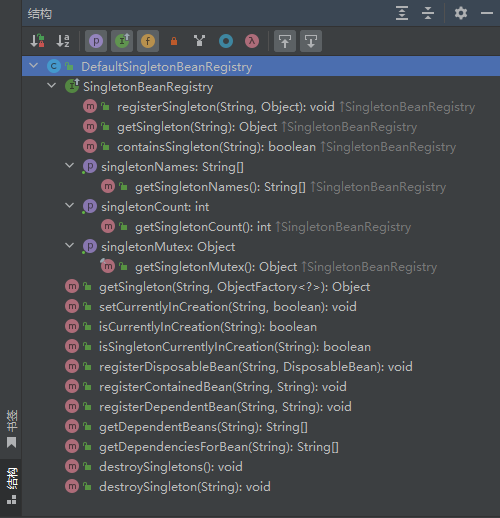 结构
DefaultSingletonBeanRegistry
SingletonBeanRegistry
registerSingleton(String, Object): void ↑SingletonBeanRegistry
getSingleton(String): Object ↑SingletonBeanRegistry
containsSingleton(String): boolean ↑SingletonBeanRegistry
singletonNames: String[]
getSingletonNames(): String[] ↑SingletonBeanRegistry
singletonCount: int
getSingletonCount(): int ↑SingletonBeanRegistry
singletonMutex: Object
getSingletonMutex(): Object ↑SingletonBeanRegistry
getSingleton(String, ObjectFactory<?>): Object
setCurrentlyInCreation(String, boolean): void
isCurrentlyInCreation(String): boolean
isSingletonCurrentlyInCreation(String): boolean
registerDisposableBean(String, DisposableBean): void
registerContainedBean(String, String): void
registerDependentBean(String, String): void
getDependentBeans(String): String[]
getDependenciesForBean(String): String[]
destroySingletons(): void
destroySingleton(String): void
书签
结构